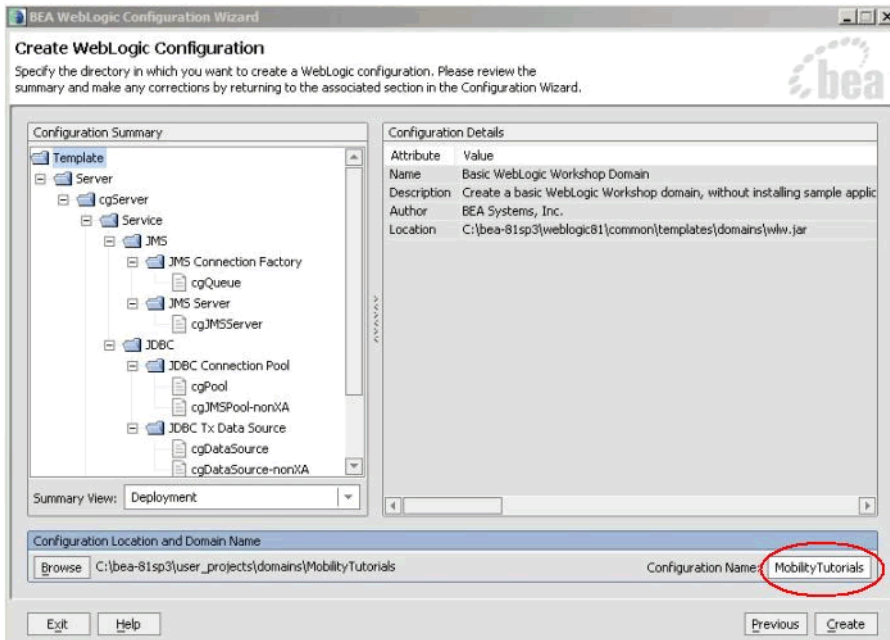 BEA WebLogic Configuration Wizard
Create WebLogic Configuration
Specify the directory in which you want to create a WebLogic configuration. Please review the
summary and make any corrections by returning to the associated section in the Configuration Wizard.
bea
Configuration Summary
Template
Server
cgServer
Service
JMS
JMS Connection Factory
cgQueue
JMS Server
cgJMSServer
JDBC
JDBC Connection Pool
cgPool
cgJMSPool-nonXA
JDBC Tx Data Source
cgDataSource
cgDataSource-nonXA
Summary View: Deployment
Configuration Details
Attribute Value
Name Basic WebLogic Workshop Domain
Description Create a basic WebLogic Workshop domain, without installing sample applic
Author BEA Systems, Inc.
Location C:\bea-81sp3\weblogic81\common\templates\domains\wlw.jar
Configuration Location and Domain Name
Browse C:\bea-81sp3\user_projects\domains\MobilityTutorials Configuration Name: MobilityTutorials
Exit Help Previous Create